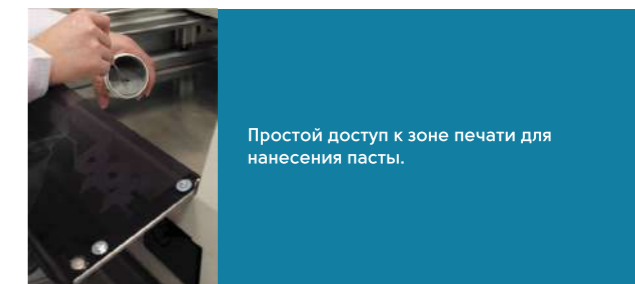 Простой доступ к зоне печати для
нанесения пасты.